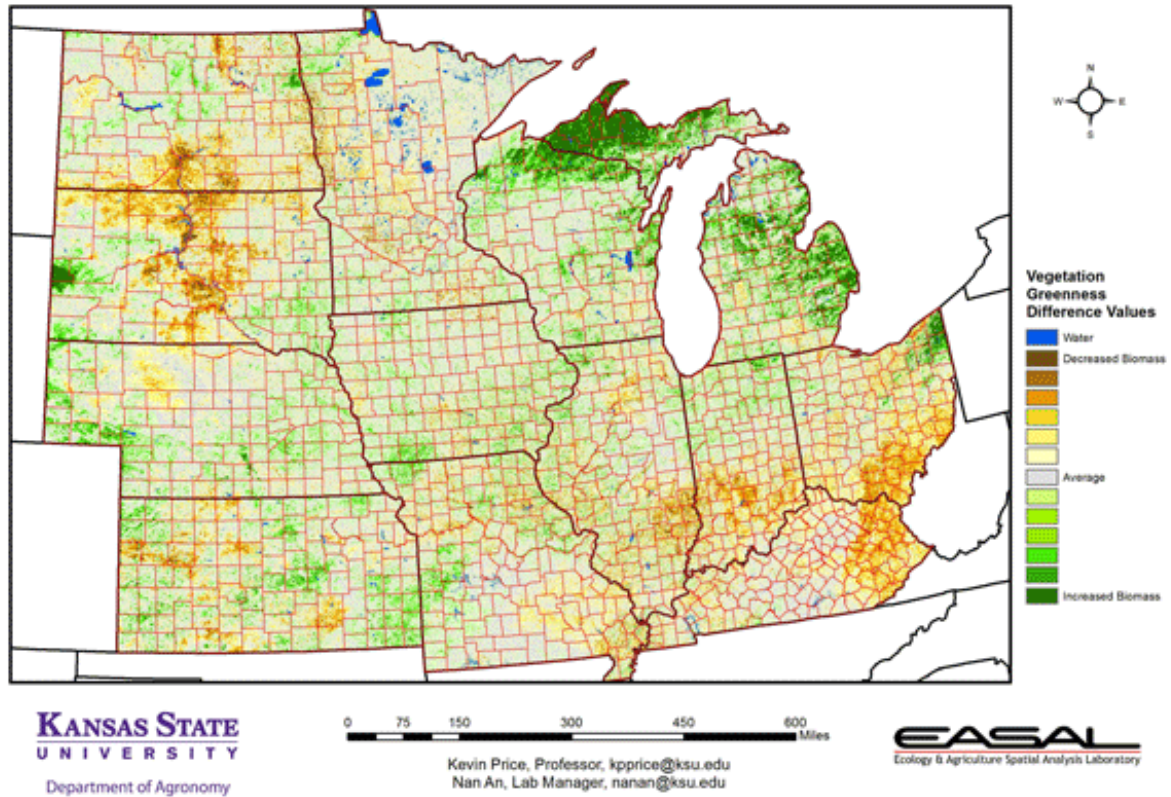 N
W
E
S
Vegetation
Greenness
Difference Values
Water
Decreased Biomass
Average
Increased Biomass
KANSAS STATE
UNIVERSITY
Department of Agronomy
0 75 150 300 450 600
Miles
Kevin Price, Professor, kpprice@ksu.edu
Nan An, Lab Manager, nanan@ksu.edu
EASAL
Ecology & Agriculture Spatial Analysis Laboratory